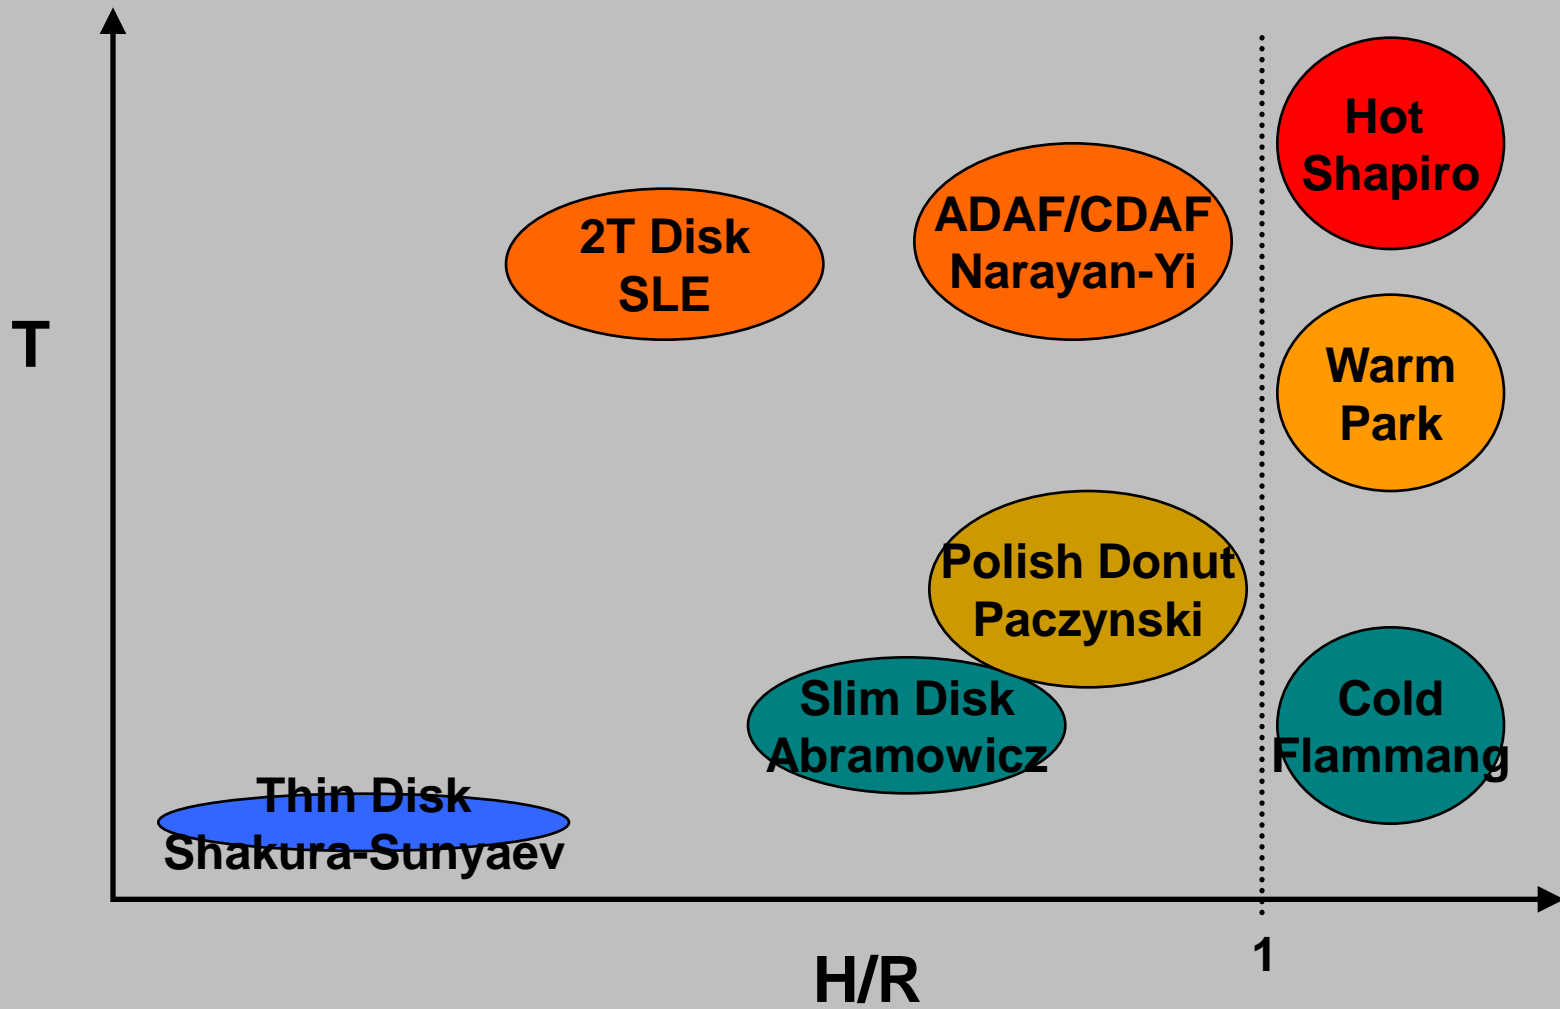 Hot
Shapiro
ADAF/CDAF
Narayan-Yi
2T Disk
SLE
T
Warm
Park
Polish Donut
Paczynski
Slim Disk
Abramowicz
Cold
Flammang
Thin Disk
Shakura-Sunyaev
1
H/R